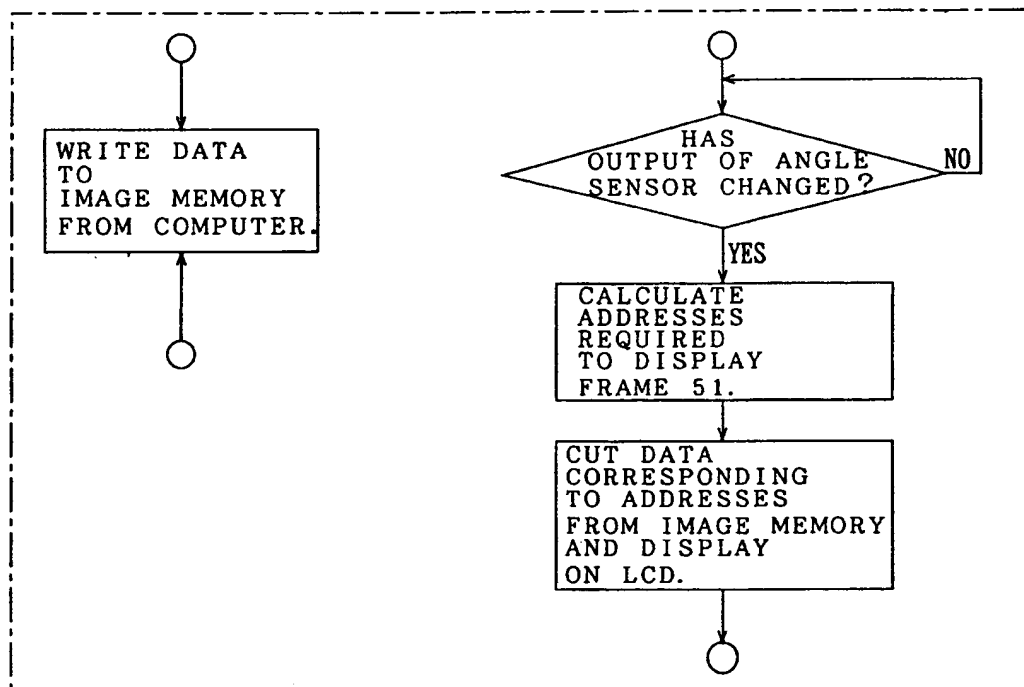 WRITE DATA
TO
IMAGE MEMORY
FROM COMPUTER.
HAS
OUTPUT OF ANGLE
SENSOR CHANGED?
NO
YES
CALCULATE
ADDRESSES
REQUIRED
TO DISPLAY
FRAME 51.
CUT DATA
CORRESPONDING
TO ADDRESSES
FROM IMAGE MEMORY
AND DISPLAY
ON LCD.